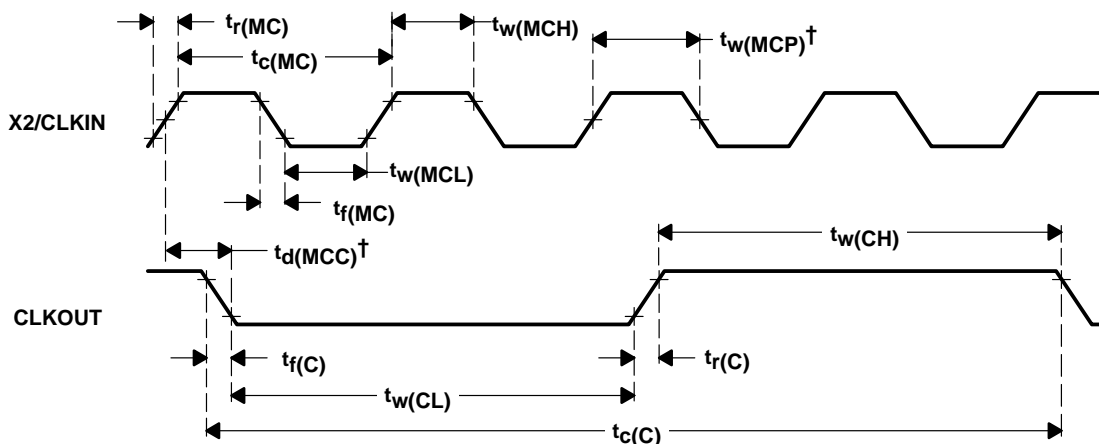 tr(MC)
tw(MCH)
tc(MC)
tw(MCP)†
X2/CLKIN
tw(MCL)
tf(MC)
td(MCC)†
tw(CH)
CLKOUT
tf(C)
tr(C)
tw(CL)
tc(C)